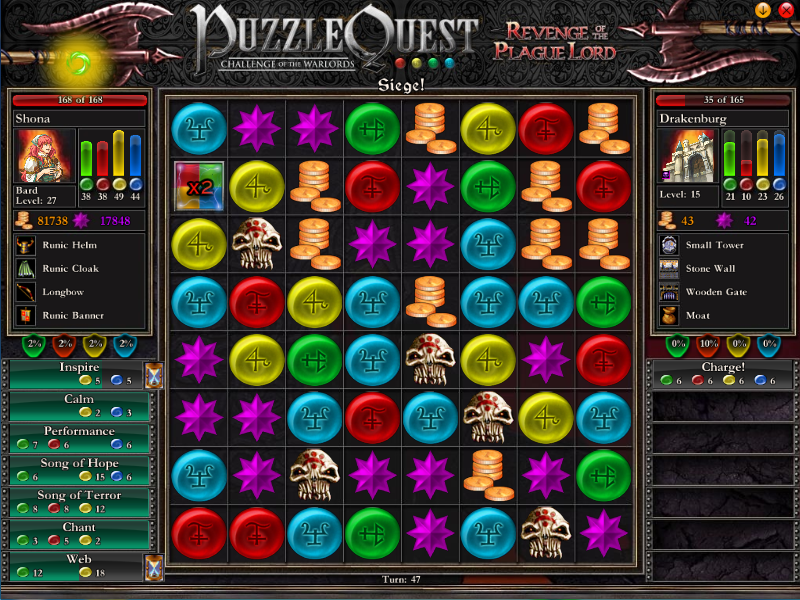 PUZZLEQUEST
CHALLENGE OF THE WARLORDS
REVENGE OF THE
PLAGUE LORD
Siege!
168 of 168
Shona
Bard
Level: 27
38 38 49 44
81738 17848
Runic Helm
Runic Cloak
Longbow
Runic Banner
2% 2% 2% 2%
Inspire
5 5
Calm
2 3
Performance
7 6 6
Song of Hope
6 15 6
Song of Terror
8 8 12
Chant
3 5 2
Web
12 18
x2
35 of 165
Drakenburg
Level: 15
21 10 23 26
43 42
Small Tower
Stone Wall
Wooden Gate
Moat
0% 10% 0% 0%
Charge!
6 6 6 6
Turn: 47